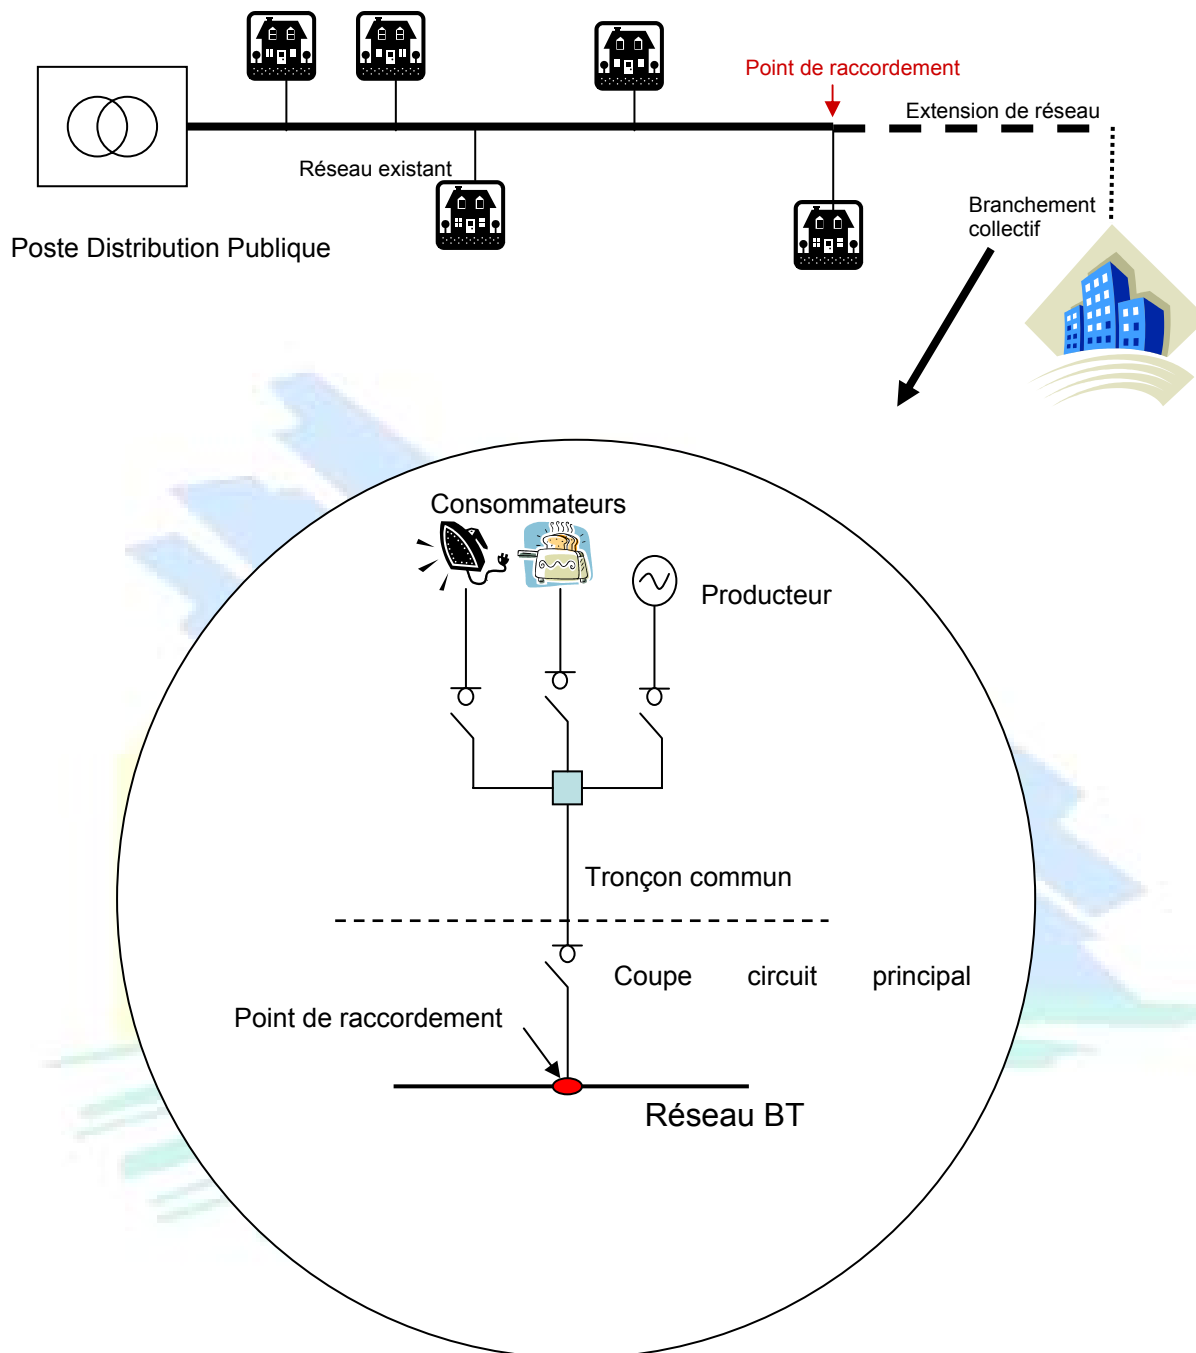 Point de raccordement
Extension de réseau
Réseau existant
Branchement
collectif
Poste Distribution Publique
Consommateurs
Producteur
Tronçon commun
Coupe circuit principal
Point de raccordement
Réseau BT